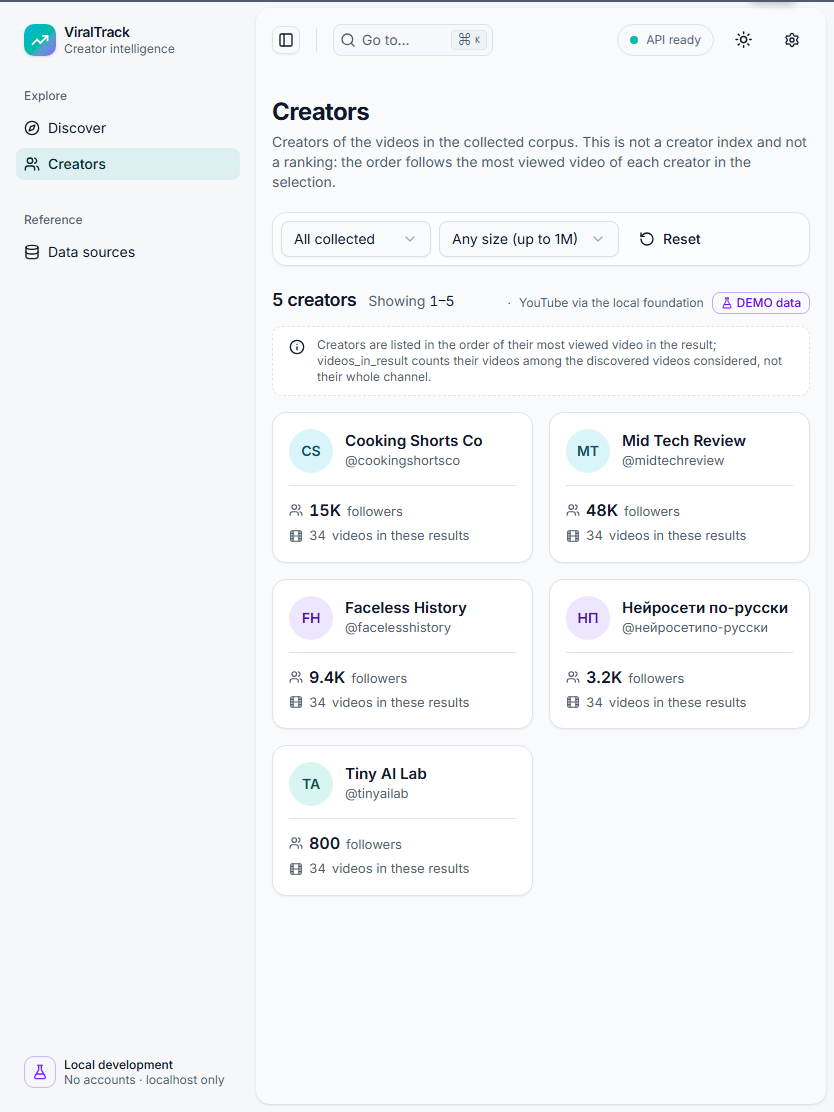 ViralTrack
Creator intelligence
Go to...
⌘ K
API ready
Explore
Discover
Creators
Reference
Data sources
Creators
Creators of the videos in the collected corpus. This is not a creator index and not
a ranking: the order follows the most viewed video of each creator in the
selection.
All collected
Any size (up to 1M)
Reset
5 creators Showing 1–5 · YouTube via the local foundation DEMO data
Creators are listed in the order of their most viewed video in the result;
videos_in_result counts their videos among the discovered videos considered, not
their whole channel.
CS
Cooking Shorts Co
@cookingshortsco
15K followers
34 videos in these results
MT
Mid Tech Review
@midtechreview
48K followers
34 videos in these results
FH
Faceless History
@facelesshistory
9.4K followers
34 videos in these results
НП
Нейросети по-русски
@нейросетипо-русски
3.2K followers
34 videos in these results
TA
Tiny AI Lab
@tinyailab
800 followers
34 videos in these results
Local development
No accounts · localhost only